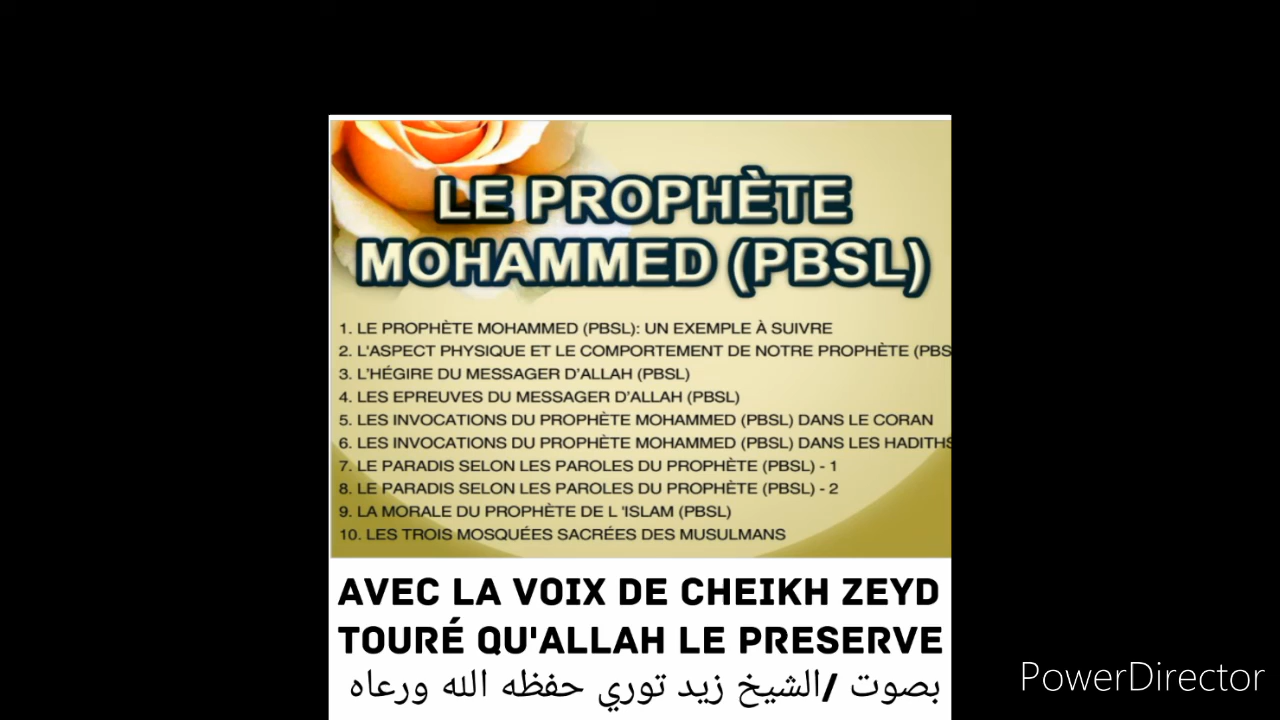 LE PROPHÈTE
MOHAMMED (PBSL)
1. LE PROPHÈTE MOHAMMED (PBSL): UN EXEMPLE À SUIVRE
2. L'ASPECT PHYSIQUE ET LE COMPORTEMENT DE NOTRE PROPHÈTE (PBS
3. L'HÉGIRE DU MESSAGER D'ALLAH (PBSL)
4. LES EPREUVES DU MESSAGER D'ALLAH (PBSL)
5. LES INVOCATIONS DU PROPHÈTE MOHAMMED (PBSL) DANS LE CORAN
6. LES INVOCATIONS DU PROPHÈTE MOHAMMED (PBSL) DANS LES HADITHS
7. LE PARADIS SELON LES PAROLES DU PROPHÈTE (PBSL) - 1
8. LE PARADIS SELON LES PAROLES DU PROPHÈTE (PBSL) - 2
9. LA MORALE DU PROPHÈTE DE L 'ISLAM (PBSL)
10. LES TROIS MOSQUÉES SACRÉES DES MUSULMANS
AVEC LA VOIX DE CHEIKH ZEYD
TOURÉ QU'ALLAH LE PRESERVE
بصوت /الشيخ زيد توري حفظه الله ورعاه
PowerDirector